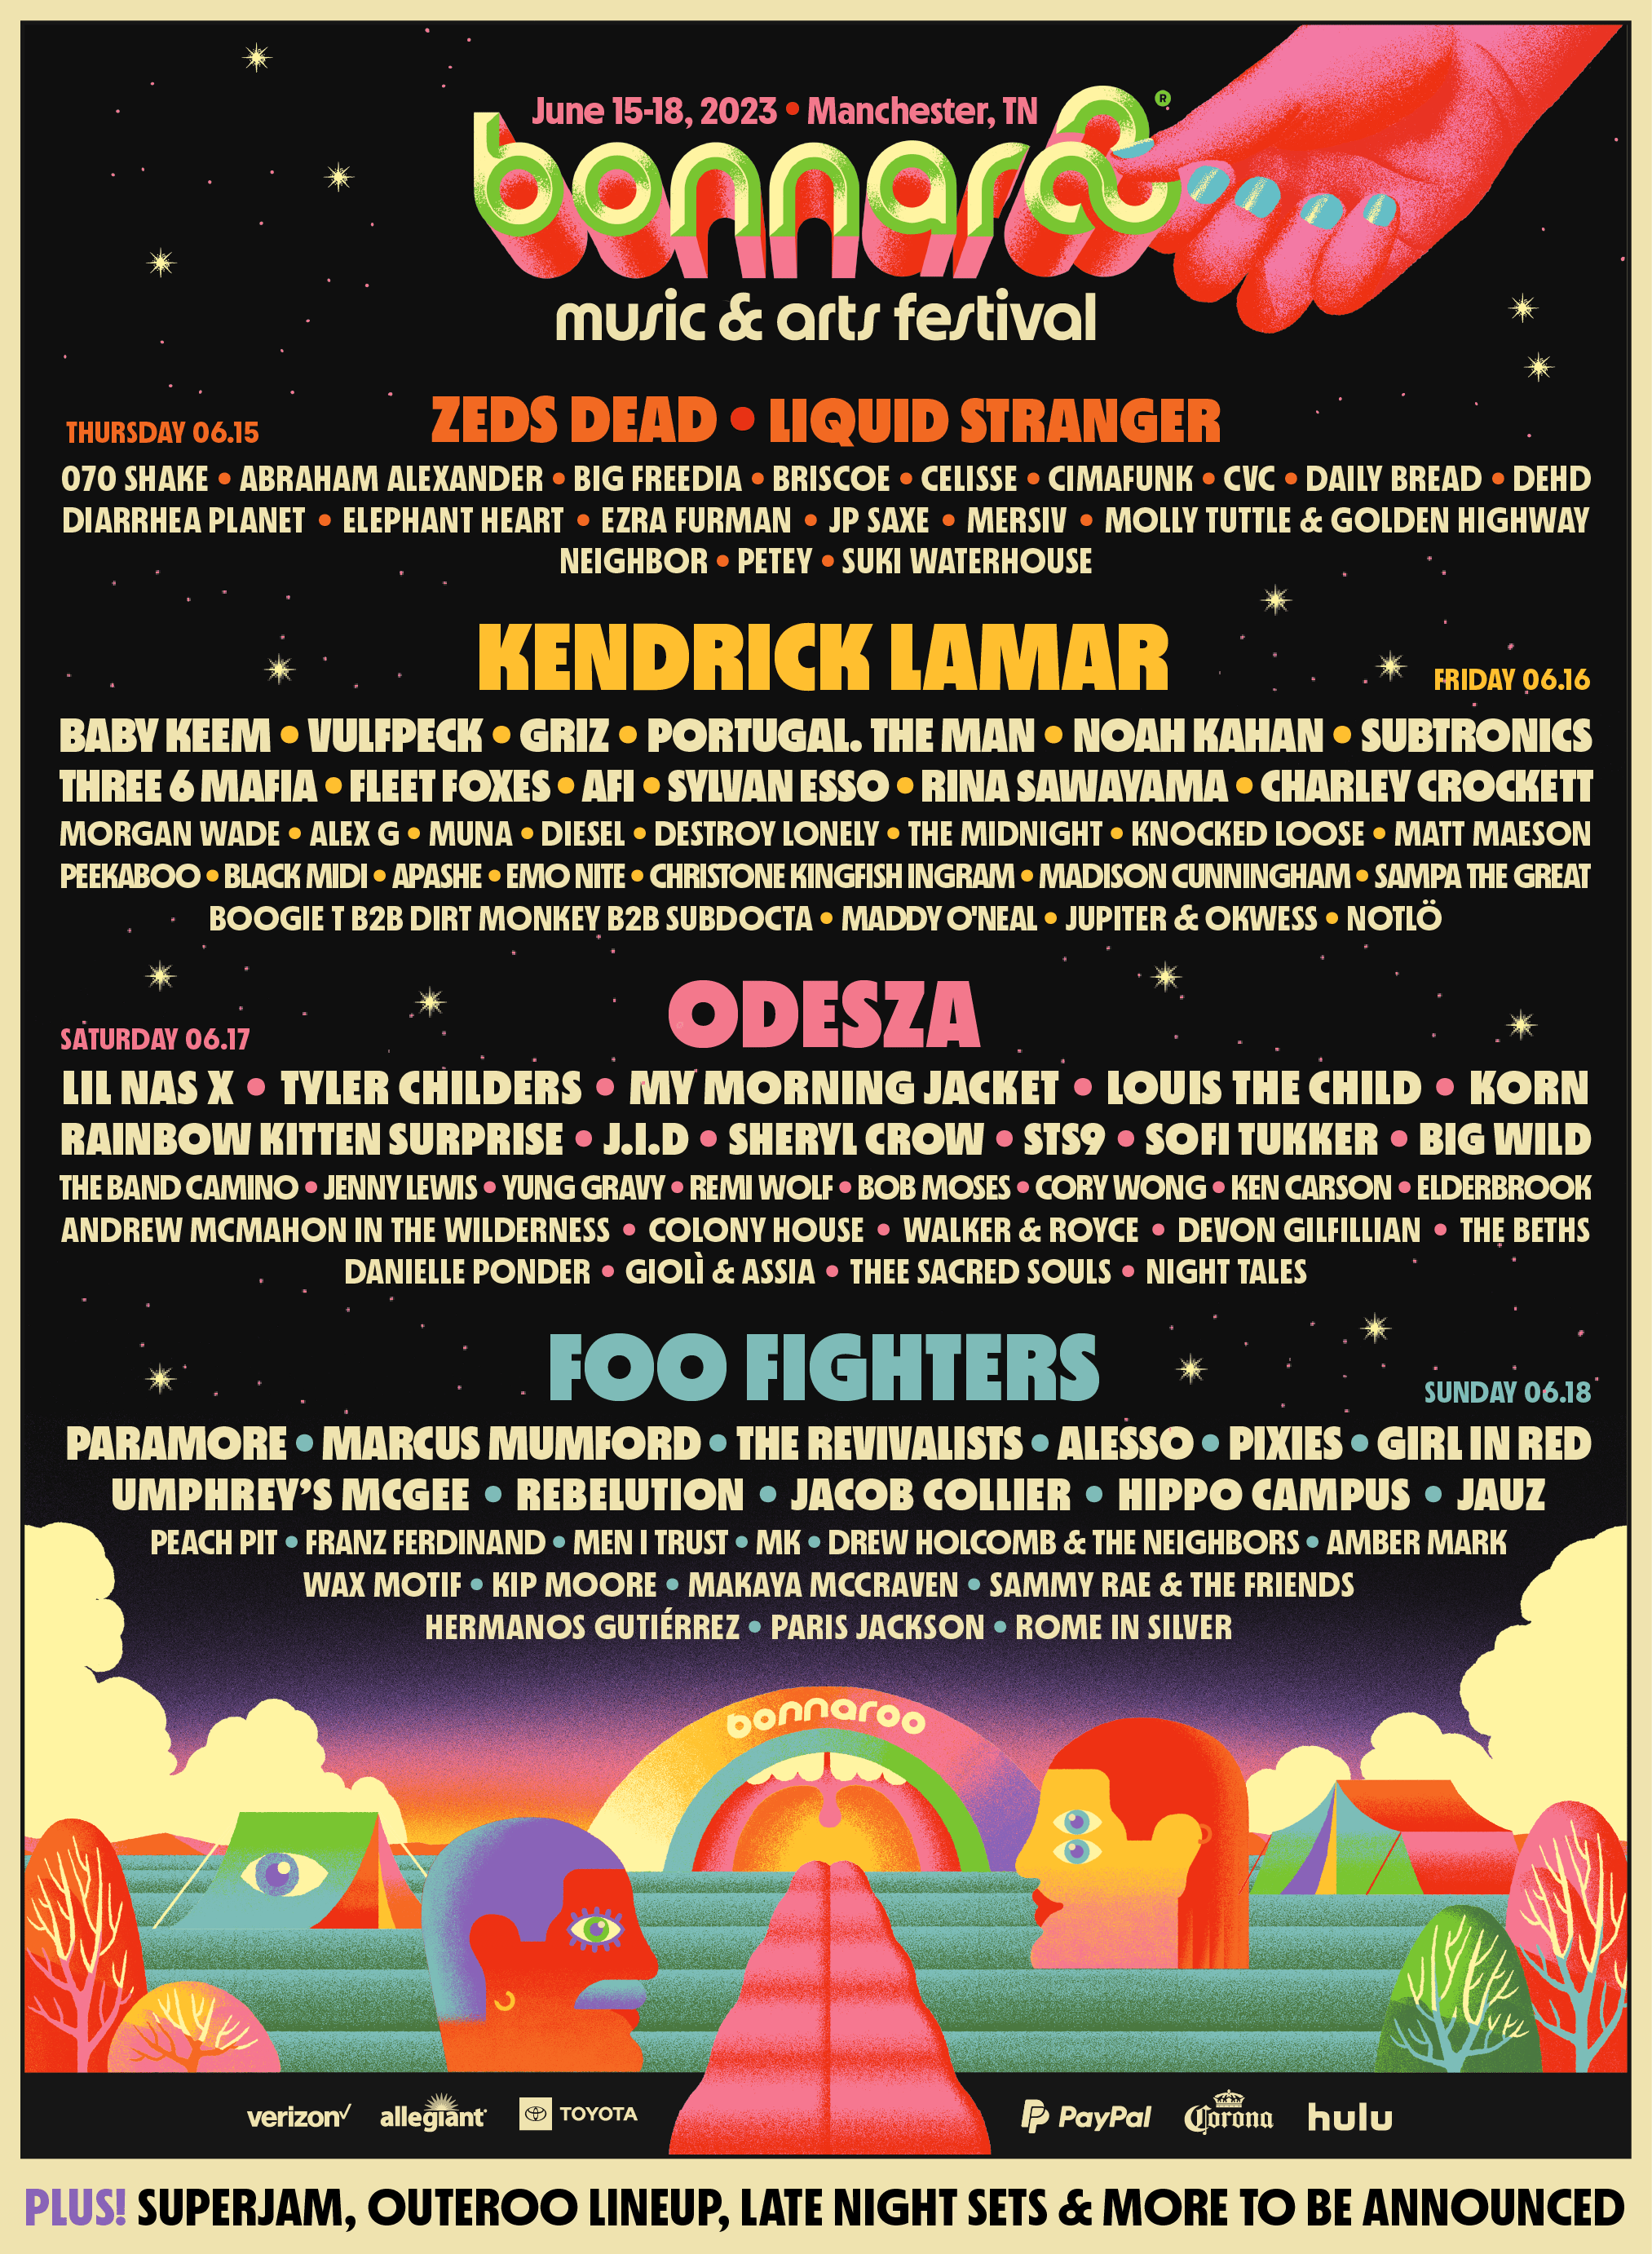 June 15-18, 2023 • Manchester, TN
bonnaroo®
music & arts festival
THURSDAY 06.15
ZEDS DEAD • LIQUID STRANGER
070 SHAKE • ABRAHAM ALEXANDER • BIG FREEDIA • BRISCOE • CELISSE • CIMAFUNK • CVC • DAILY BREAD • DEHD
DIARRHEA PLANET • ELEPHANT HEART • EZRA FURMAN • JP SAXE • MERSIV • MOLLY TUTTLE & GOLDEN HIGHWAY
NEIGHBOR • PETEY • SUKI WATERHOUSE
KENDRICK LAMAR
FRIDAY 06.16
BABY KEEM • VULFPECK • GRIZ • PORTUGAL. THE MAN • NOAH KAHAN • SUBTRONICS
THREE 6 MAFIA • FLEET FOXES • AFI • SYLVAN ESSO • RINA SAWAYAMA • CHARLEY CROCKETT
MORGAN WADE • ALEX G • MUNA • DIESEL • DESTROY LONELY • THE MIDNIGHT • KNOCKED LOOSE • MATT MAESON
PEEKABOO • BLACK MIDI • APASHE • EMO NITE • CHRISTONE KINGFISH INGRAM • MADISON CUNNINGHAM • SAMPA THE GREAT
BOOGIE T B2B DIRT MONKEY B2B SUBDOCTA • MADDY O'NEAL • JUPITER & OKWESS • NOTLÖ
ODESZA
SATURDAY 06.17
LIL NAS X • TYLER CHILDERS • MY MORNING JACKET • LOUIS THE CHILD • KORN
RAINBOW KITTEN SURPRISE • J.I.D • SHERYL CROW • STS9 • SOFI TUKKER • BIG WILD
THE BAND CAMINO • JENNY LEWIS • YUNG GRAVY • REMI WOLF • BOB MOSES • CORY WONG • KEN CARSON • ELDERBROOK
ANDREW MCMAHON IN THE WILDERNESS • COLONY HOUSE • WALKER & ROYCE • DEVON GILFILLIAN • THE BETHS
DANIELLE PONDER • GIOLÌ & ASSIA • THEE SACRED SOULS • NIGHT TALES
FOO FIGHTERS
SUNDAY 06.18
PARAMORE • MARCUS MUMFORD • THE REVIVALISTS • ALESSO • PIXIES • GIRL IN RED
UMPHREY’S MCGEE • REBELUTION • JACOB COLLIER • HIPPO CAMPUS • JAUZ
PEACH PIT • FRANZ FERDINAND • MEN I TRUST • MK • DREW HOLCOMB & THE NEIGHBORS • AMBER MARK
WAX MOTIF • KIP MOORE • MAKAYA MCCRAVEN • SAMMY RAE & THE FRIENDS
HERMANOS GUTIÉRREZ • PARIS JACKSON • ROME IN SILVER
bonnaroo
verizon allegiant TOYOTA PayPal Corona hulu
PLUS! SUPERJAM, OUTEROO LINEUP, LATE NIGHT SETS & MORE TO BE ANNOUNCED